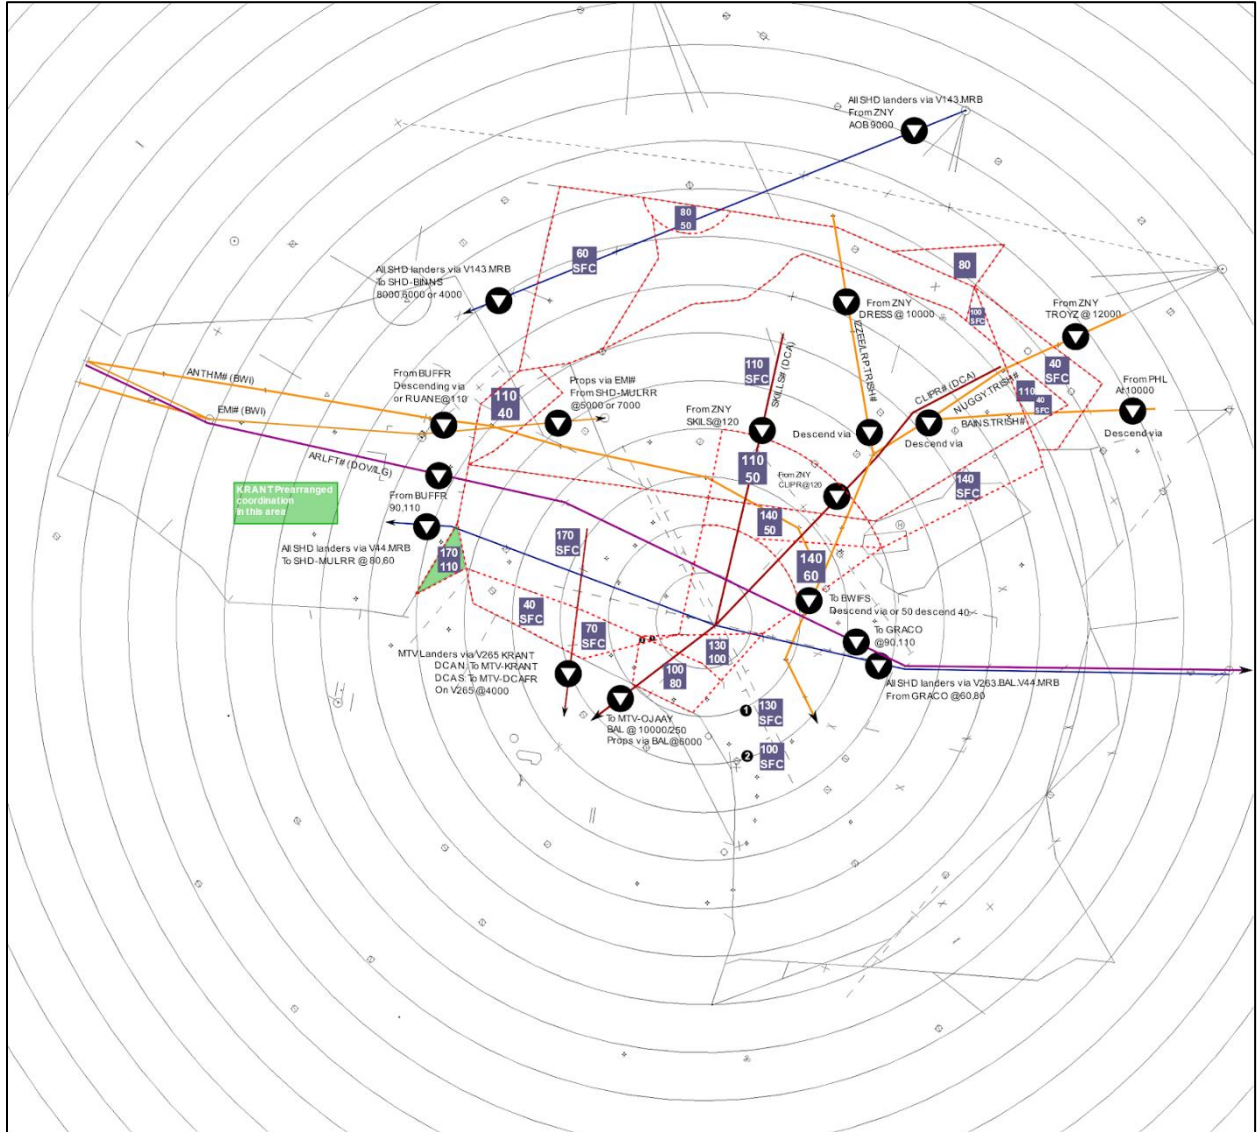 All SHD landers via V143.MRB
From ZNY
AOB 9000
80
50
60
SFC
80
All SHD landers via V143.MRB
To SHD-BINNS
8000,6000 or 4000
From ZNY
DRESS @ 10000
From ZNY
TROYZ @ 12000
100
SFC
IZZEE/LRP.TRISH#
SKILLS# (DCA)
110
SFC
40
SFC
ANTHM# (BWI)
From BUFFR
Descending via
or RUANE@110
Props via EMI#
From SHD-MULRR
@5000 or 7000
CLIPR# (DCA)
NUGGY.TRISH#
From PHL
At 10000
110
40
110
40
SFC
EMI# (BWI)
From ZNY
SKILS@120
Descend via
Descend via
BAINS.TRISH#
Descend via
ARLFT# (DOV/ILG)
110
50
From ZNY
CLIPR@120
140
SFC
KRANT Prearranged
coordination
in this area
From BUFFR
90,110
140
50
All SHD landers via V44.MRB
To SHD-MULRR @ 80,60
170
110
170
SFC
140
60
To BWIFS
Descend via or 50 descend 40
40
SFC
70
SFC
To GRACO
@90,110
MTV Landers via V265 KRANT
DCA N: To MTV-KRANT
DCA S: To MTV-DCAFR
On V265 @4000
130
100
100
80
All SHD landers via V263.BAL.V44.MRB
From GRACO @60,80
To MTV-OJAAY
BAL @ 10000/250
Props via BAL@6000
1
130
SFC
2
100
SFC